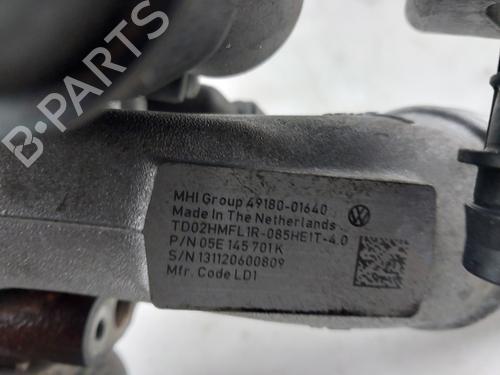 B-PARTS
MHI Group 49180-01640
Made In The Netherlands
TD02HMFL1R-085HE1T-4.0
P/N 05E 145 701K
S/N 131120600809
Mfr. Code LD1